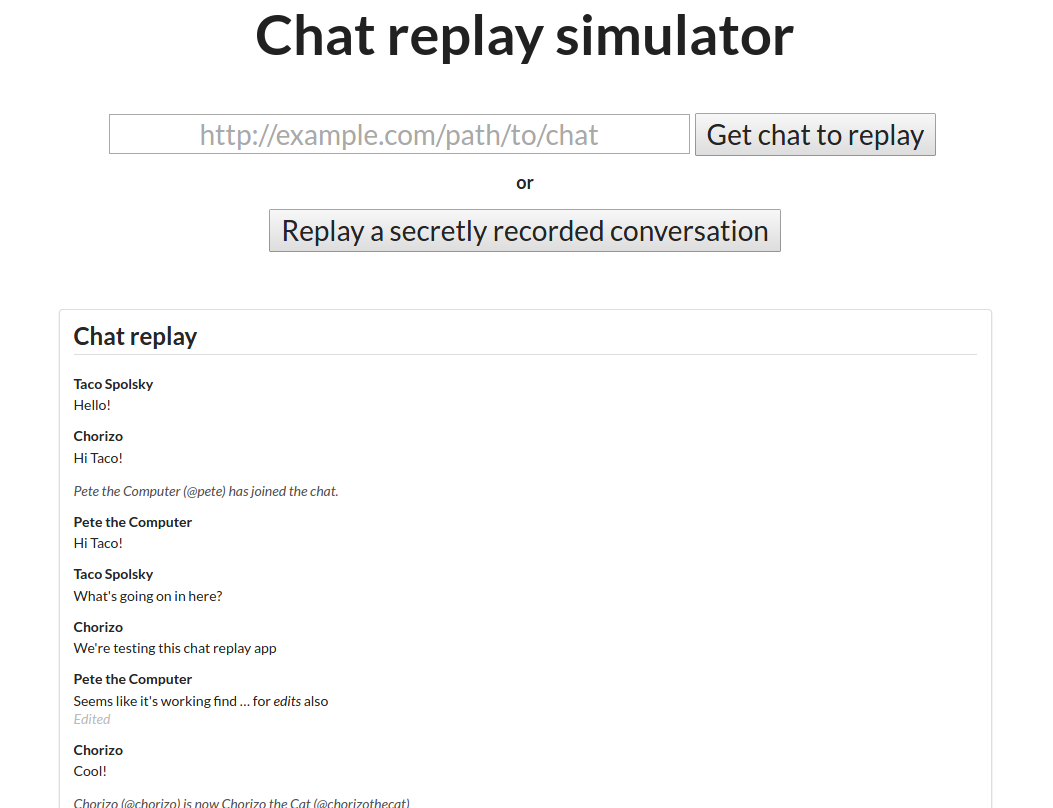 Chat replay simulator
http://example.com/path/to/chat Get chat to replay
or
Replay a secretly recorded conversation
Chat replay
Taco Spolsky
Hello!
Chorizo
Hi Taco!
Pete the Computer (@pete) has joined the chat.
Pete the Computer
Hi Taco!
Taco Spolsky
What's going on in here?
Chorizo
We're testing this chat replay app
Pete the Computer
Seems like it's working find ... for edits also
Edited
Chorizo
Cool!
Chorizo (@chorizo) is now Chorizo the Cat (@chorizothecat)